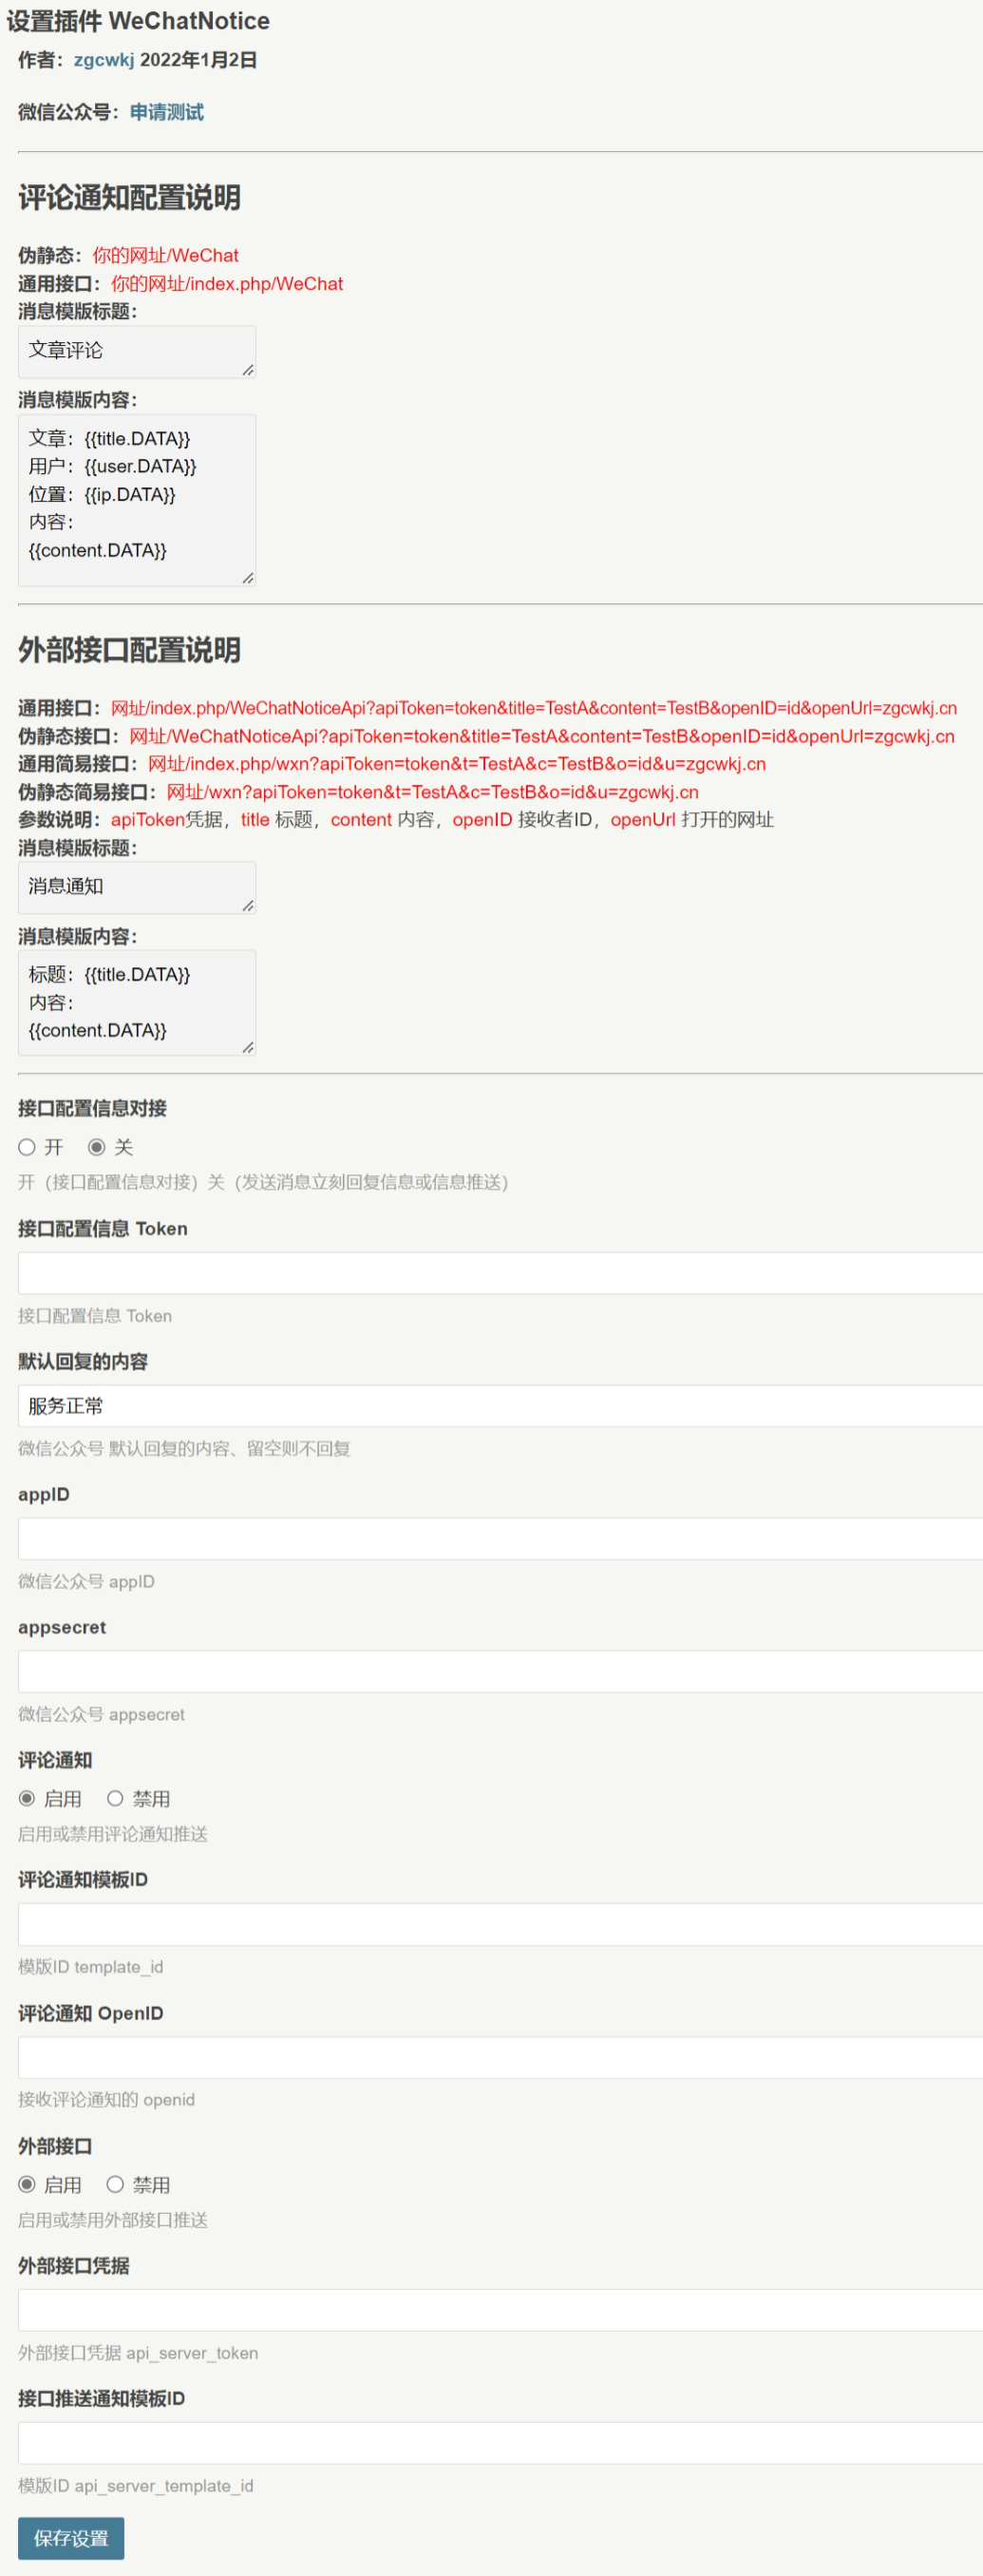 设置插件 WeChatNotice
作者：zgcwkj 2022年1月2日
微信公众号：申请测试
评论通知配置说明
伪静态：你的网址/WeChat
通用接口：你的网址/index.php/WeChat
消息模版标题：
文章评论
消息模版内容：
文章：{{title.DATA}}
用户：{{user.DATA}}
位置：{{ip.DATA}}
内容：
{{content.DATA}}
外部接口配置说明
通用接口：网址/index.php/WeChatNoticeApi?apiToken=token&title=TestA&content=TestB&openID=id&openUrl=zgcwkj.cn
伪静态接口：网址/WeChatNoticeApi?apiToken=token&title=TestA&content=TestB&openID=id&openUrl=zgcwkj.cn
通用简易接口：网址/index.php/wxn?apiToken=token&t=TestA&c=TestB&o=id&u=zgcwkj.cn
伪静态简易接口：网址/wxn?apiToken=token&t=TestA&c=TestB&o=id&u=zgcwkj.cn
参数说明：apiToken凭据，title 标题，content 内容，openID 接收者ID，openUrl 打开的网址
消息模版标题：
消息通知
消息模版内容：
标题：{{title.DATA}}
内容：
{{content.DATA}}
接口配置信息对接
开 关
开（接口配置信息对接）关（发送消息立刻回复信息或信息推送）
接口配置信息 Token
接口配置信息 Token
默认回复的内容
服务正常
微信公众号 默认回复的内容、留空则不回复
appID
微信公众号 appID
appsecret
微信公众号 appsecret
评论通知
启用 禁用
启用或禁用评论通知推送
评论通知模板ID
模版ID template_id
评论通知 OpenID
接收评论通知的 openid
外部接口
启用 禁用
启用或禁用外部接口推送
外部接口凭据
外部接口凭据 api_server_token
接口推送通知模板ID
模版ID api_server_template_id
保存设置